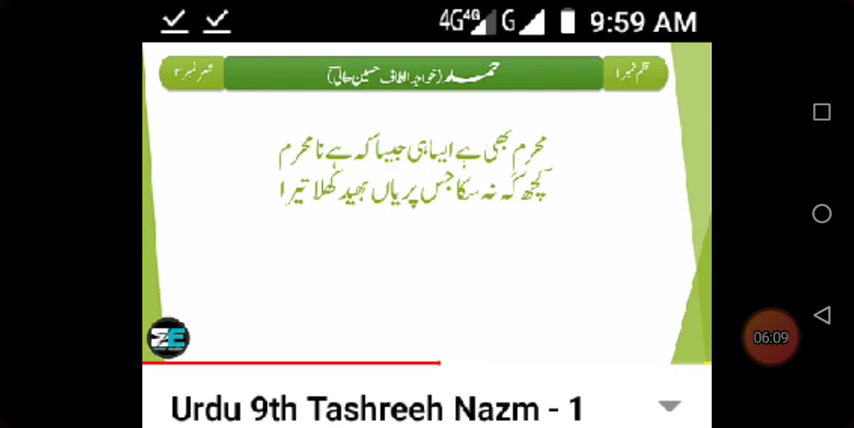 4G 4G G 9:59 AM
نظم نمبر ۱ حمد (خواجہ الطاف حسین حالیؔ) شعر نمبر ۲
محرم بھی ہے ایسا ہی جیسا کہ ہے نا محرم
کچھ کَہ نہ سکا جس پر یاں بھید کھلا تیرا
ZE
06:09
Urdu 9th Tashreeh Nazm - 1